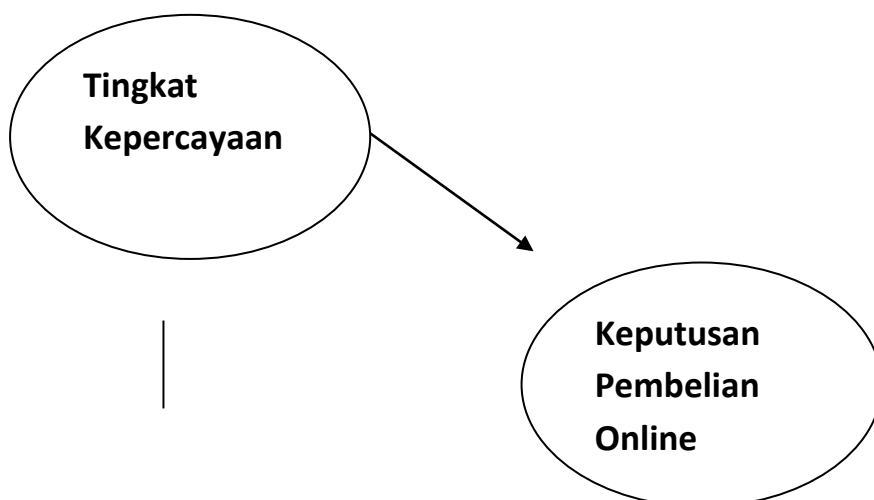 Tingkat
Kepercayaan
Keputusan
Pembelian
Online